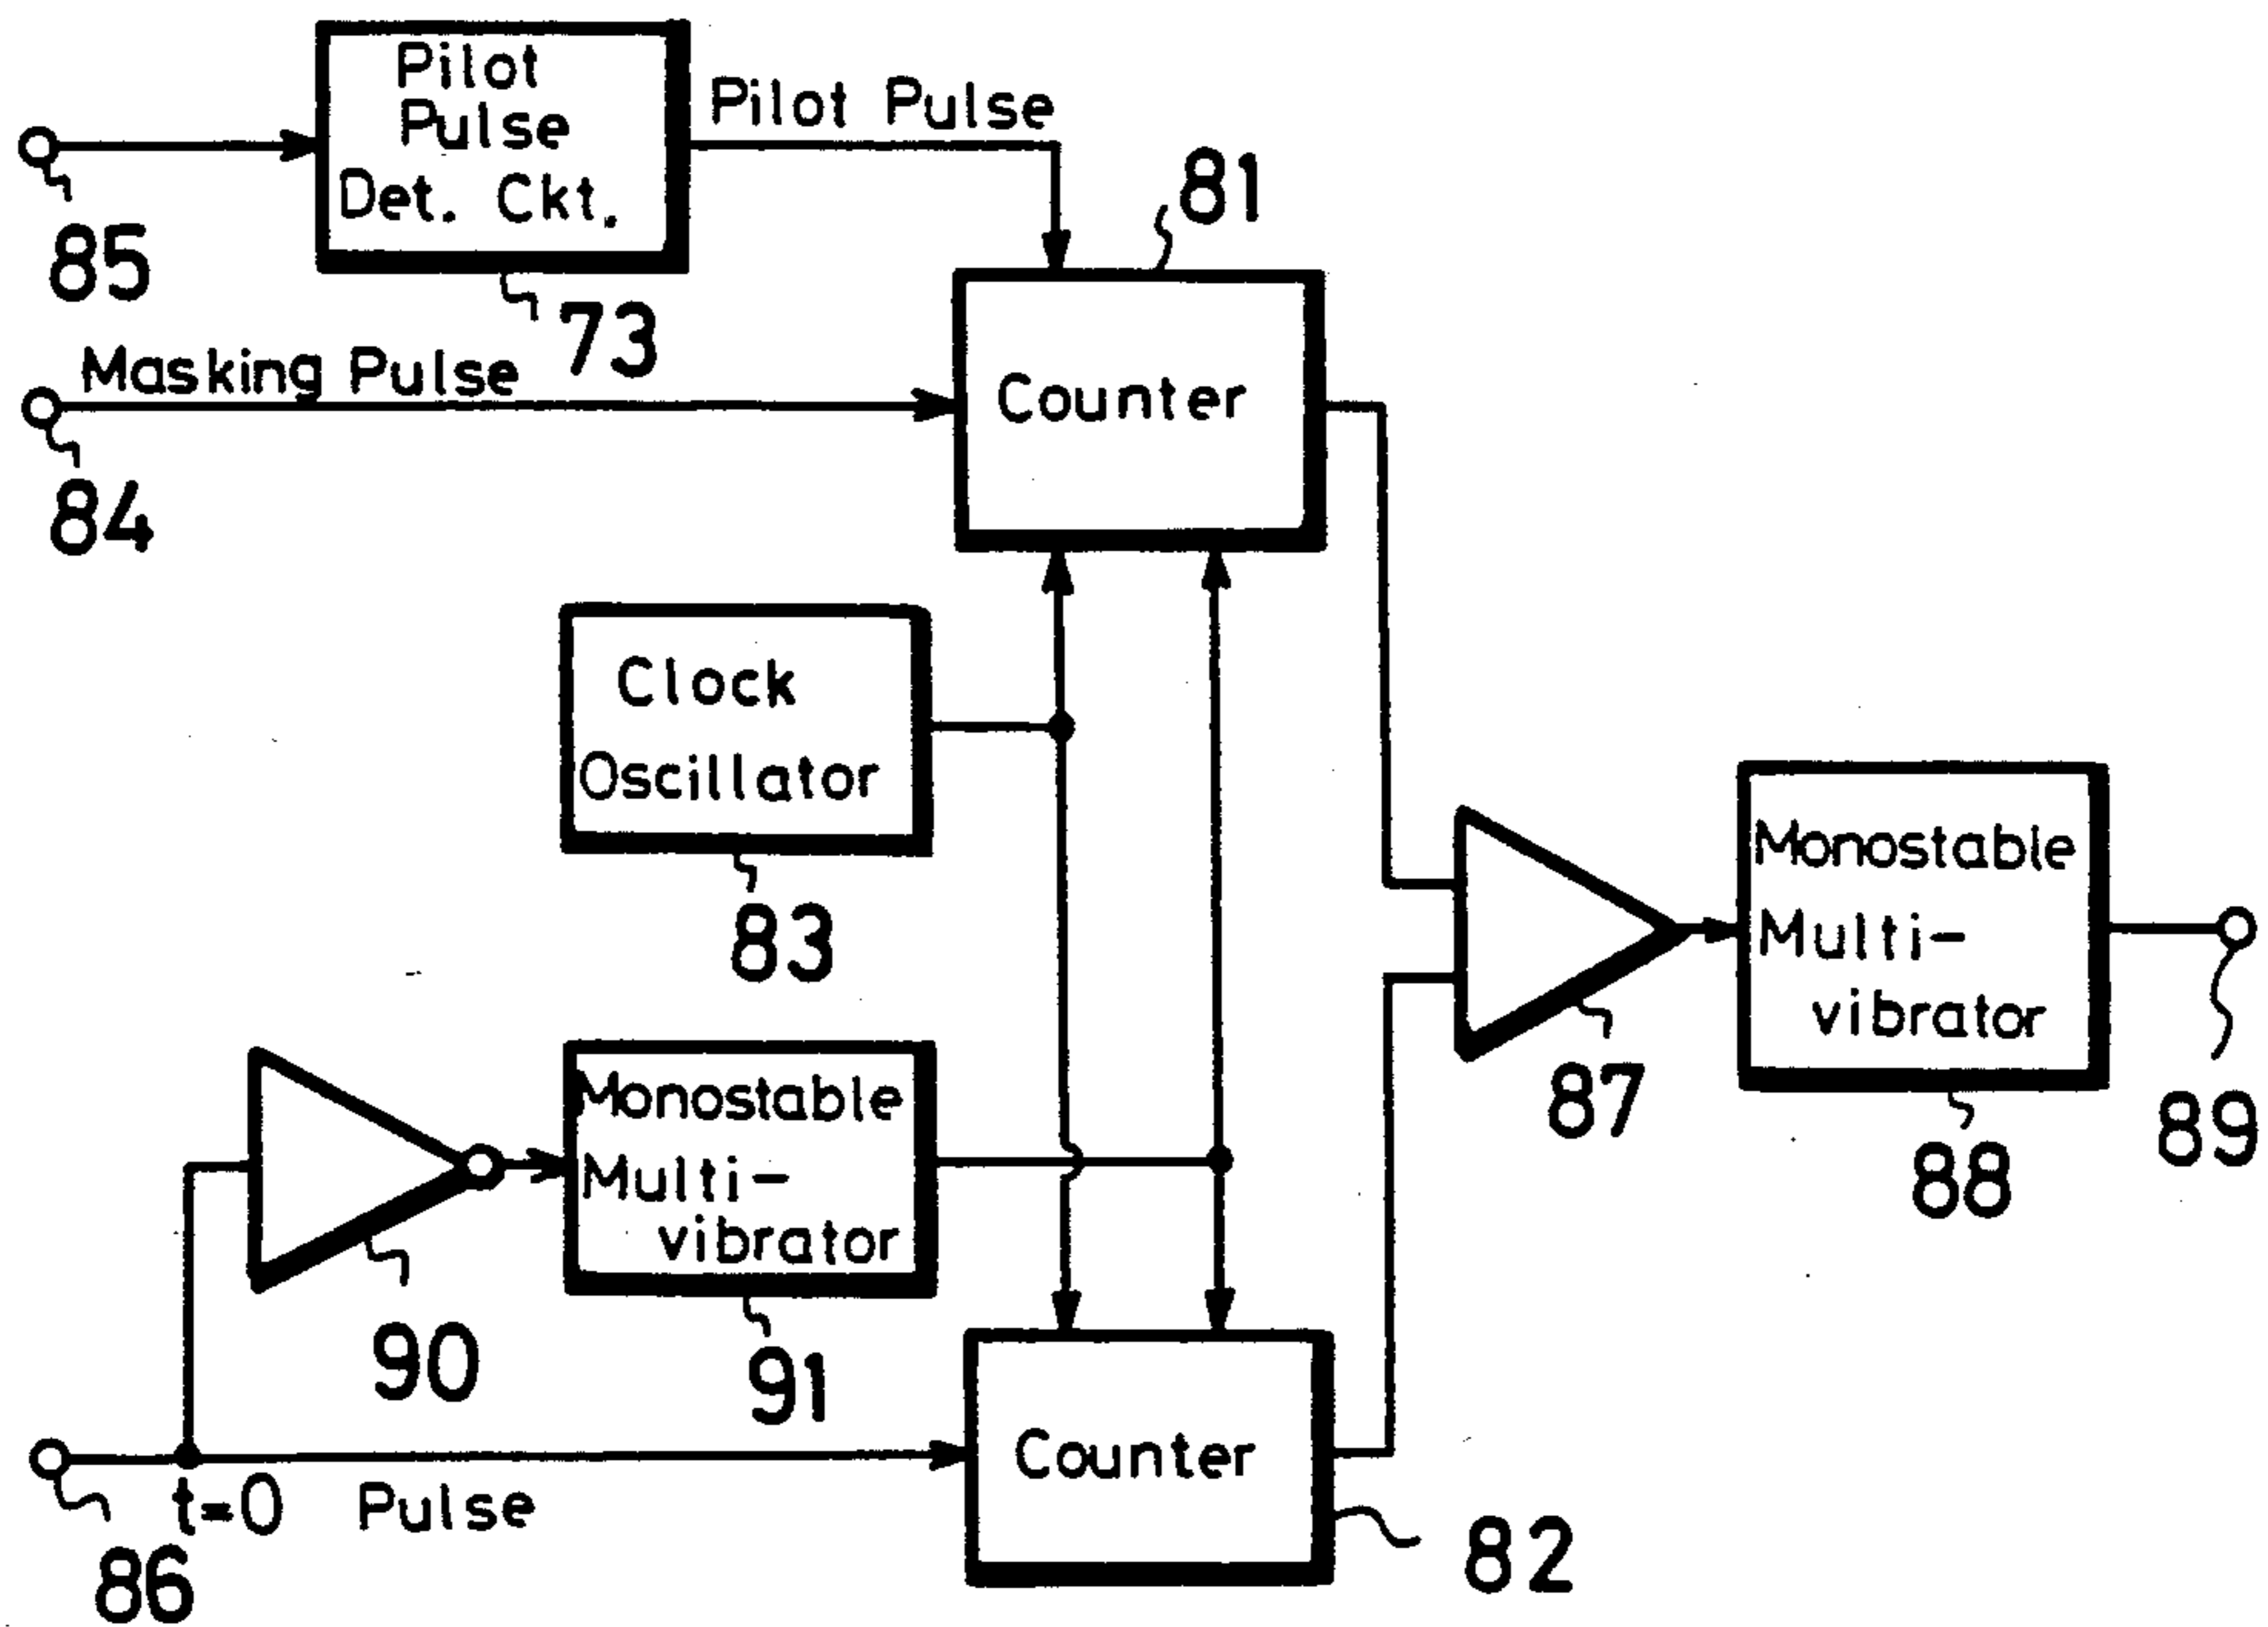 Pilot
Pulse
Det. Ckt.
Pilot Pulse
81
85
73
Masking Pulse
Counter
84
Clock
Oscillator
83
Monostable
Multi-
vibrator
87
88
89
Monostable
Multi-
vibrator
90
91
Counter
t=0 Pulse
86
82